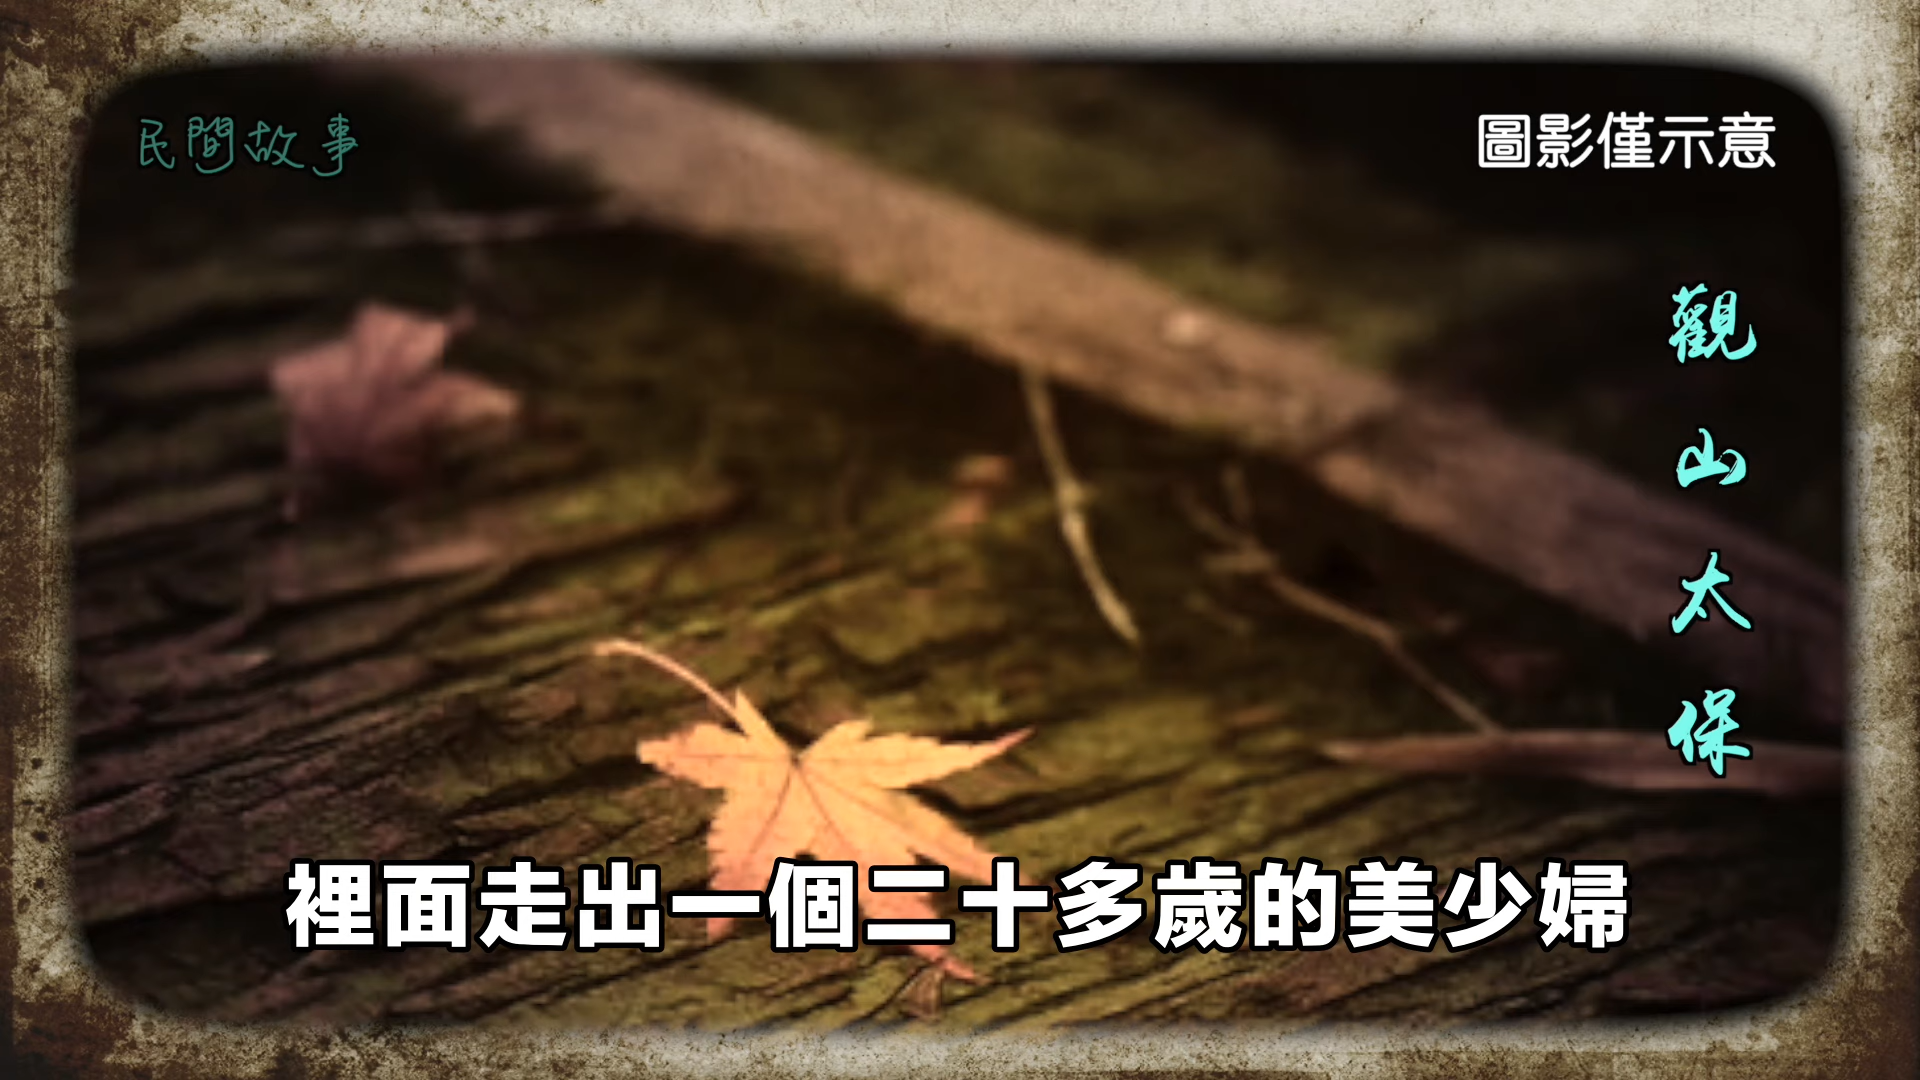 民間故事
圖影僅示意
觀山太保
裡面走出一個二十多歲的美少婦